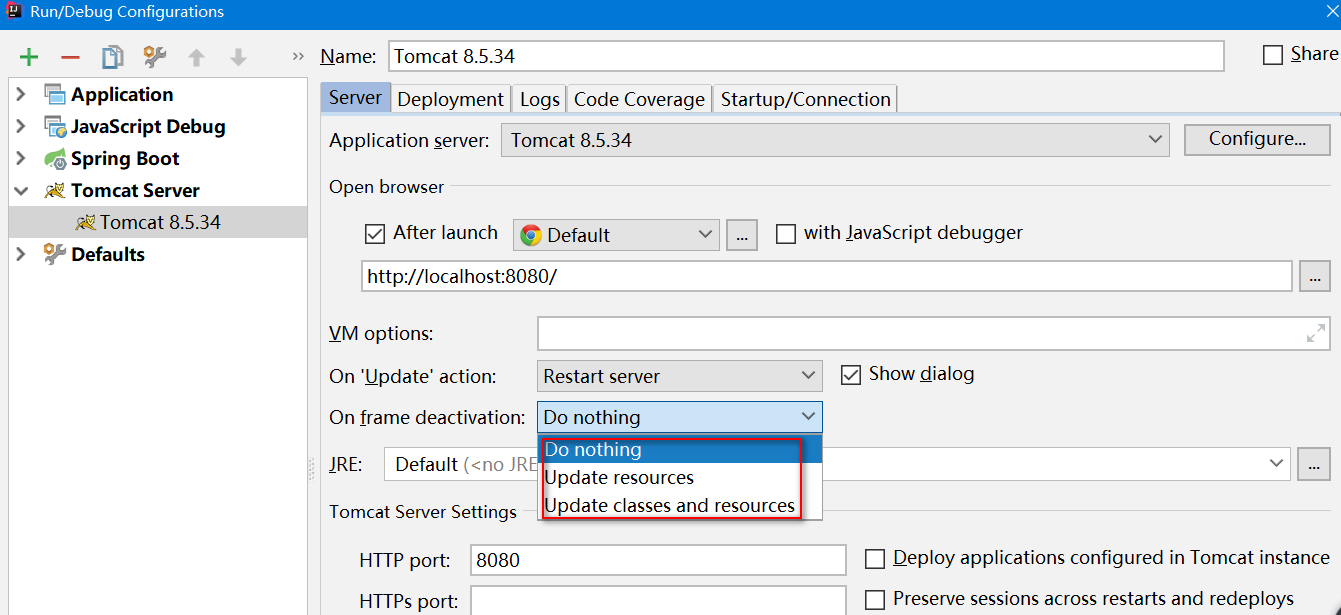 Run/Debug Configurations
Name: Tomcat 8.5.34 Share
Application
JavaScript Debug
Spring Boot
Tomcat Server
Tomcat 8.5.34
Defaults
Server Deployment Logs Code Coverage Startup/Connection
Application server: Tomcat 8.5.34 Configure...
Open browser
After launch Default ... with JavaScript debugger
http://localhost:8080/ ...
VM options:
On 'Update' action: Restart server Show dialog
On frame deactivation: Do nothing
Do nothing
Update resources
Update classes and resources
JRE: Default (<no JRE ...
Tomcat Server Settings
HTTP port: 8080 Deploy applications configured in Tomcat instance
HTTPs port: Preserve sessions across restarts and redeploys